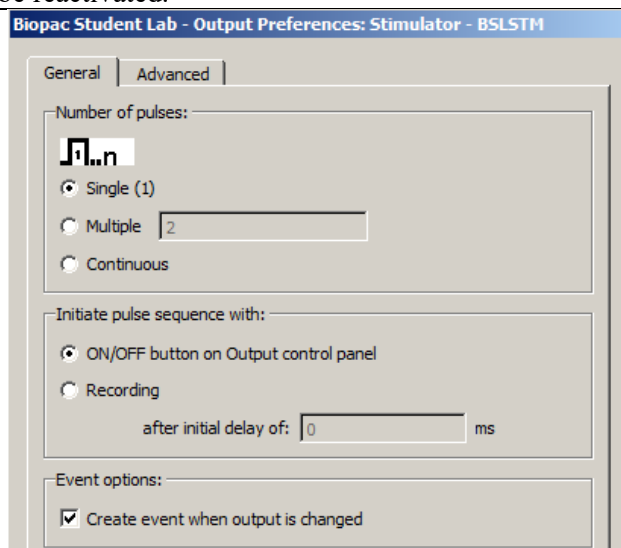 be reactivated.
Biopac Student Lab - Output Preferences: Stimulator - BSLSTM
General Advanced
Number of pulses:
1 ..n
Single (1)
Multiple 2
Continuous
Initiate pulse sequence with:
ON/OFF button on Output control panel
Recording
after initial delay of: 0 ms
Event options:
Create event when output is changed